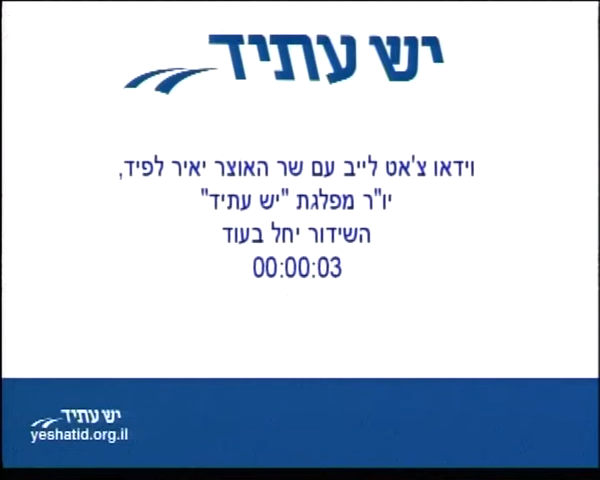 יש עתיד
וידאו צ'אט לייב עם שר האוצר יאיר לפיד,
יו"ר מפלגת "יש עתיד"
השידור יחל בעוד
00:00:03
יש עתיד
yeshatid.org.il